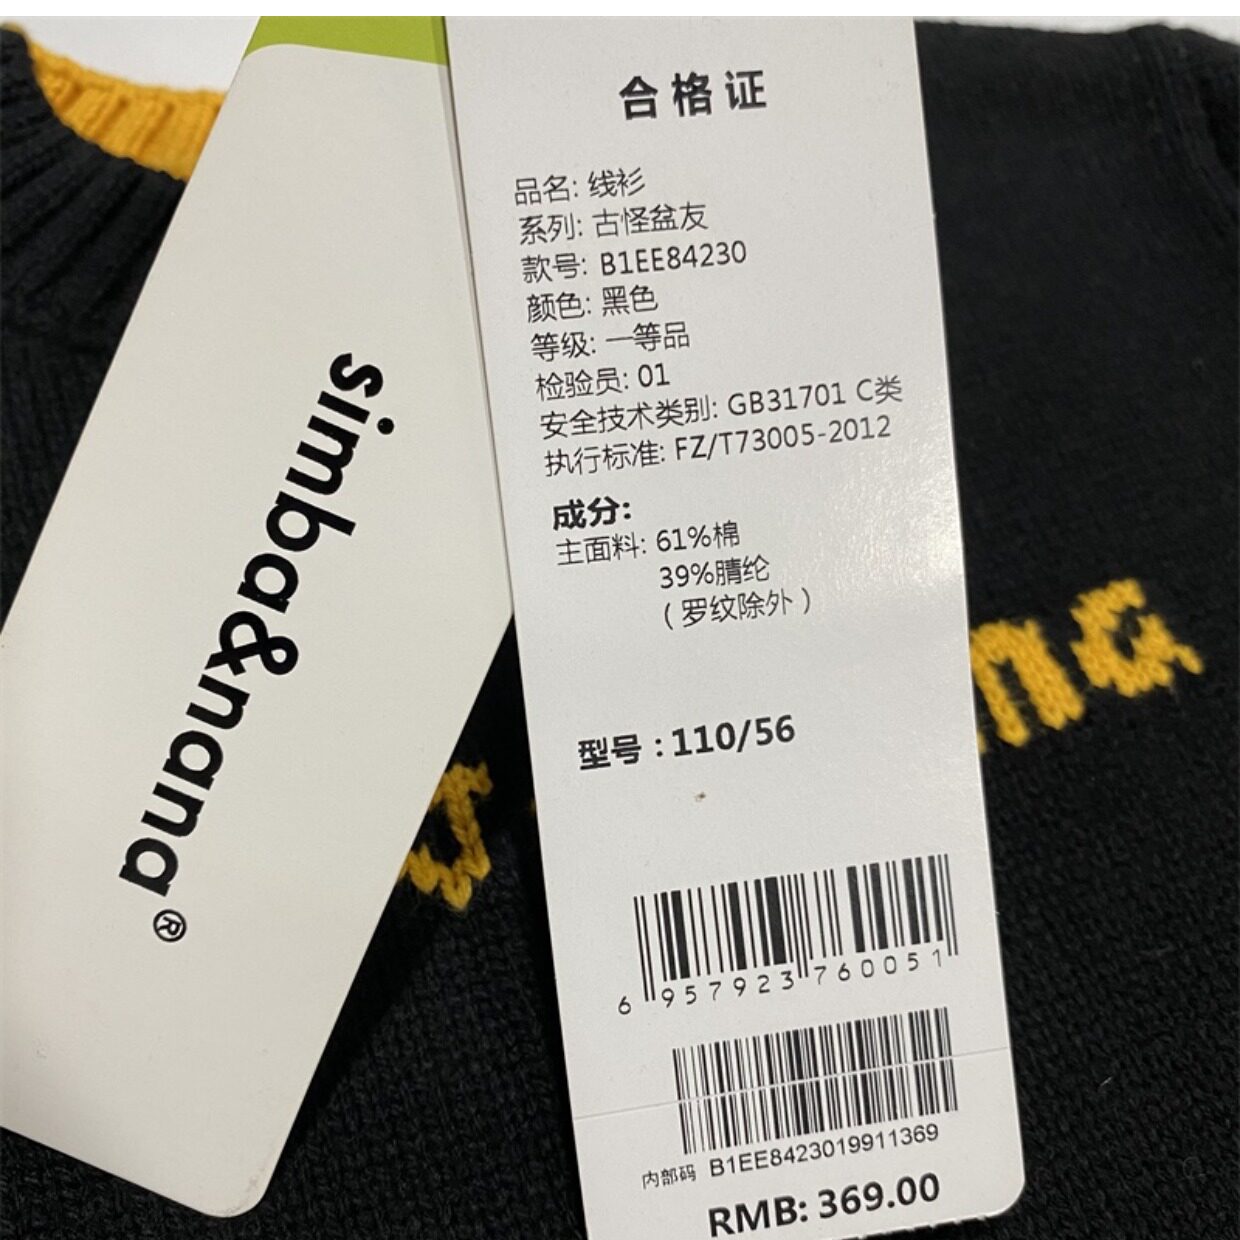 simba&nana®
合格证
品名: 线衫
系列: 古怪盆友
款号: B1EE84230
颜色: 黑色
等级: 一等品
检验员: 01
安全技术类别: GB31701 C类
执行标准: FZ/T73005-2012
成分:
主面料: 61%棉
39%腈纶
(罗纹除外)
型号:110/56
6 957923 760051
内部码 B1EE8423019911369
RMB: 369.00
na